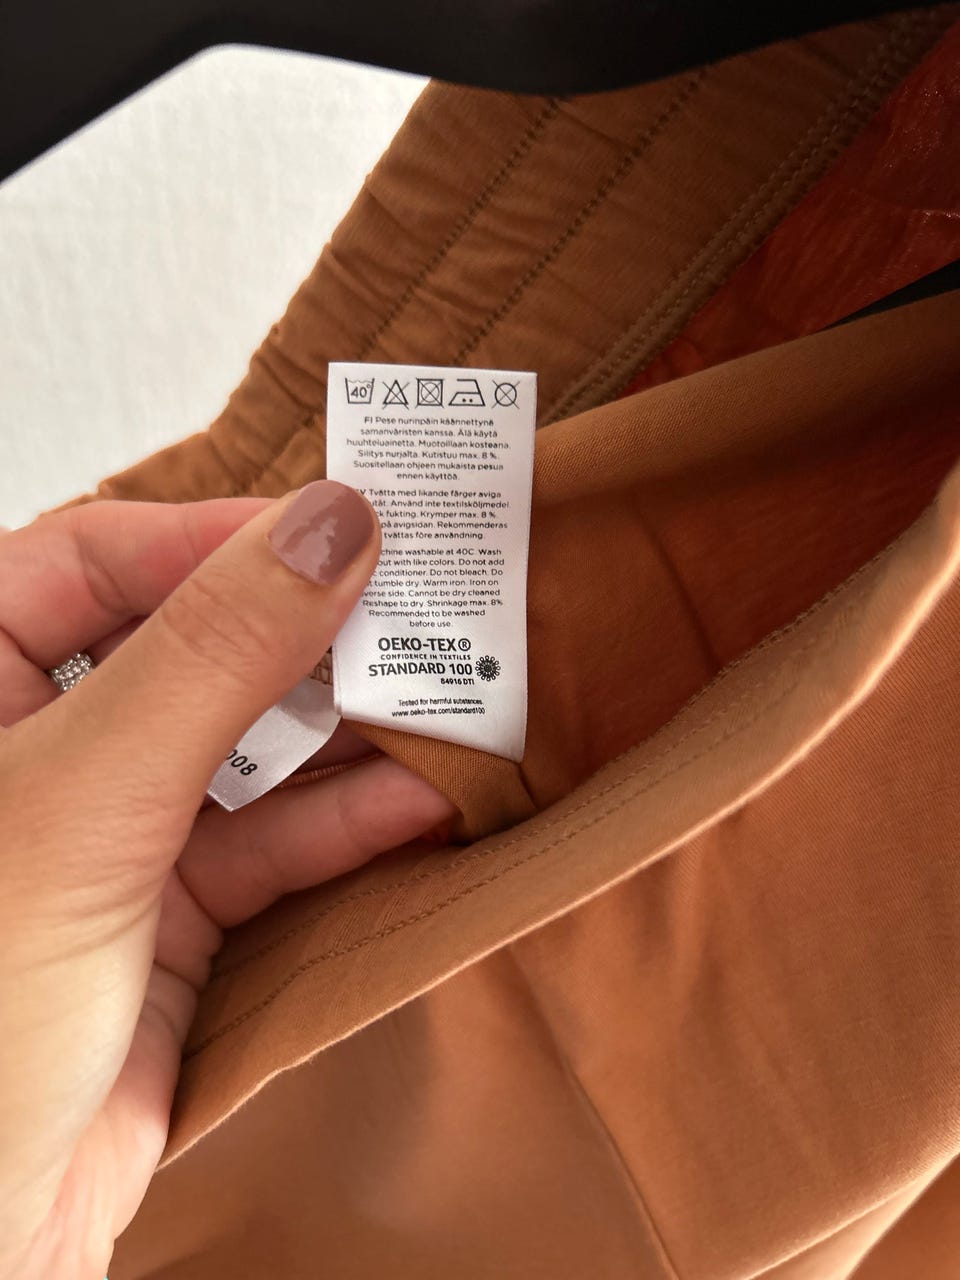 40°
FI Pese nurinpäin käännettynä
samanväristen kanssa. Älä käytä
huuhteluainetta. Muotoillaan kosteana.
Silitys nurjalta. Kutistuu max. 8 %.
Suositellaan ohjeen mukaista pesua
ennen käyttöä.
V Tvätta med likande färger aviga
utåt. Använd inte textilsköljmedel
ck fukting. Krymper max. 8 %
på avigsidan. Rekommenderas
tvättas före användning.
chine washable at 40C. Wash
out with like colors. Do not add
c conditioner. Do not bleach. Do
t tumble dry. Warm iron. Iron on
verse side. Cannot be dry cleaned
Reshape to dry. Shrinkage max. 8%
Recommended to be washed
before use.
OEKO-TEX®
CONFIDENCE IN TEXTILES
STANDARD 100
84916 DTI
Tested for harmful substances.
www.oeko-tex.com/standard100
008